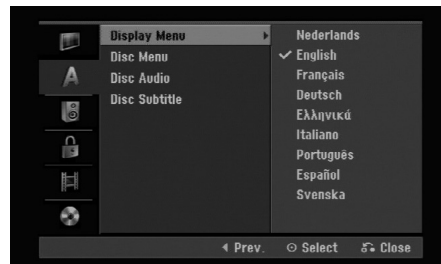 Display Menu
Disc Menu
Disc Audio
Disc Subtitle
Nederlands
English
Français
Deutsch
Ελληνικά
Italiano
Português
Español
Svenska
A
Prev.
Select
Close